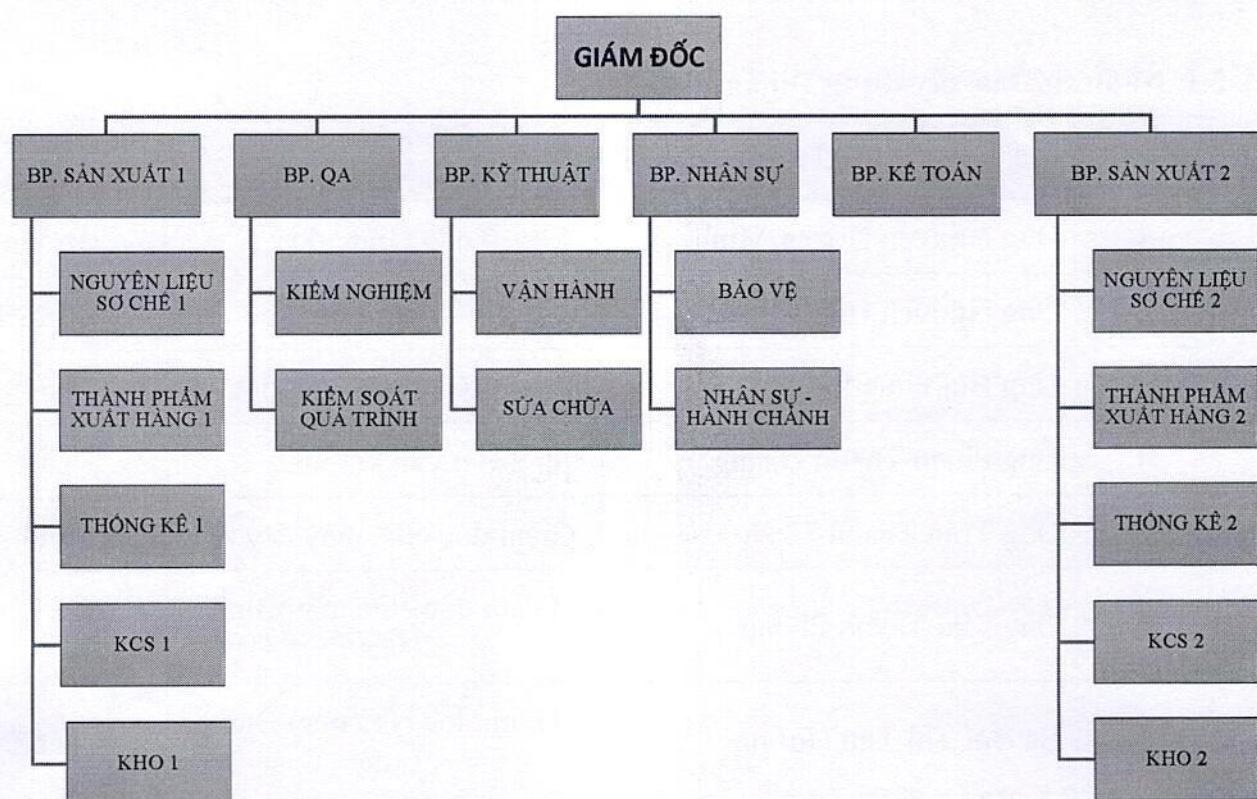 GIÁM ĐỐC
BP. SẢN XUẤT 1
BP. QA
BP. KỸ THUẬT
BP. NHÂN SỰ
BP. KẾ TOÁN
BP. SẢN XUẤT 2
NGUYÊN LIỆU
SƠ CHẾ 1
KIỂM NGHIỆM
VẬN HÀNH
BẢO VỆ
NGUYÊN LIỆU
SƠ CHẾ 2
THÀNH PHẨM
XUẤT HÀNG 1
KIỂM SOÁT
QUÁ TRÌNH
SỬA CHỮA
NHÂN SỰ -
HÀNH CHÁNH
THÀNH PHẨM
XUẤT HÀNG 2
THỐNG KÊ 1
THỐNG KÊ 2
KCS 1
KCS 2
KHO 1
KHO 2